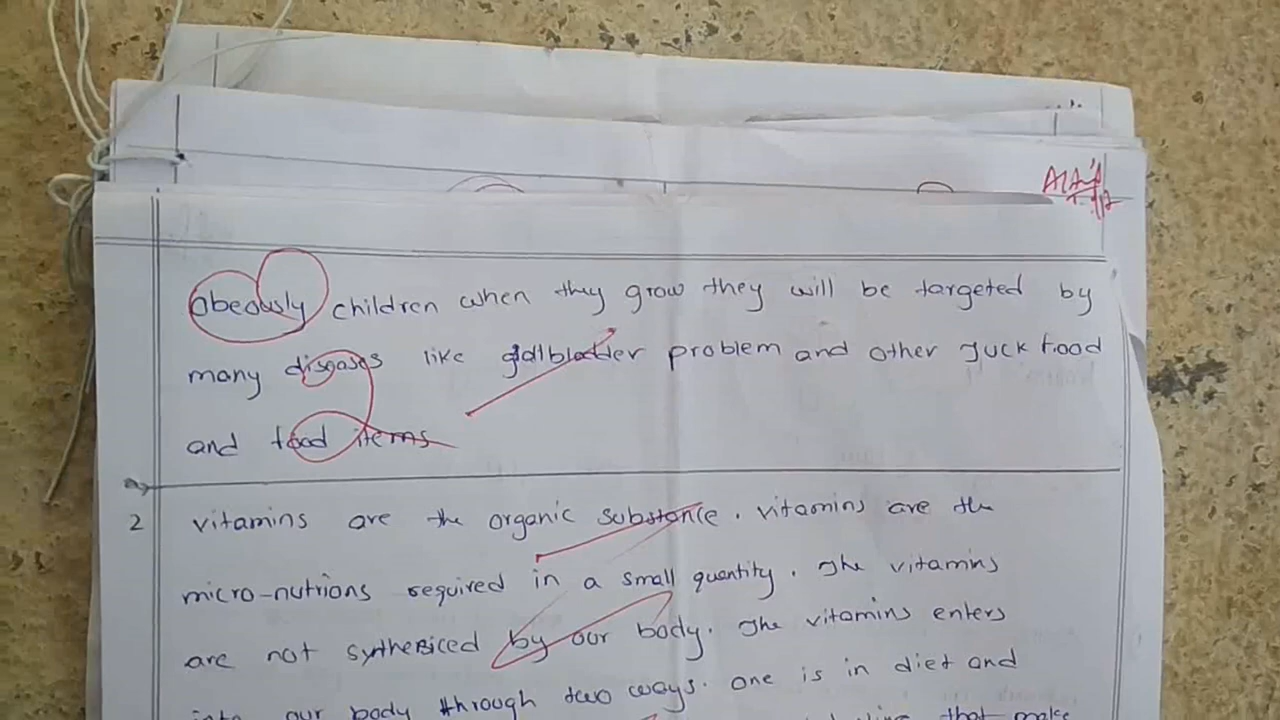 obeously children when they grow they will be targeted by
many diseases like gallbladder problem and other Juck food
and food items
2 vitamins are the organic substance. vitamins are the
micro-nutrions required in a small quantity. The vitamins
are not sythesiced by our body. The vitamins enters
into our body through two ways. one is in diet and
that make